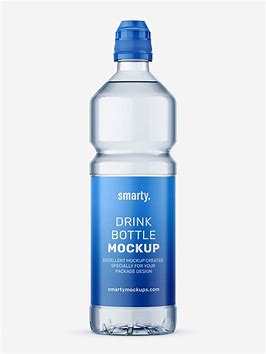 smarty.
DRINK
BOTTLE
MOCKUP
EXCELLENT MOCKUP CREATED
SPECIALLY FOR YOUR
PACKAGE DESIGN
smartymockups.com